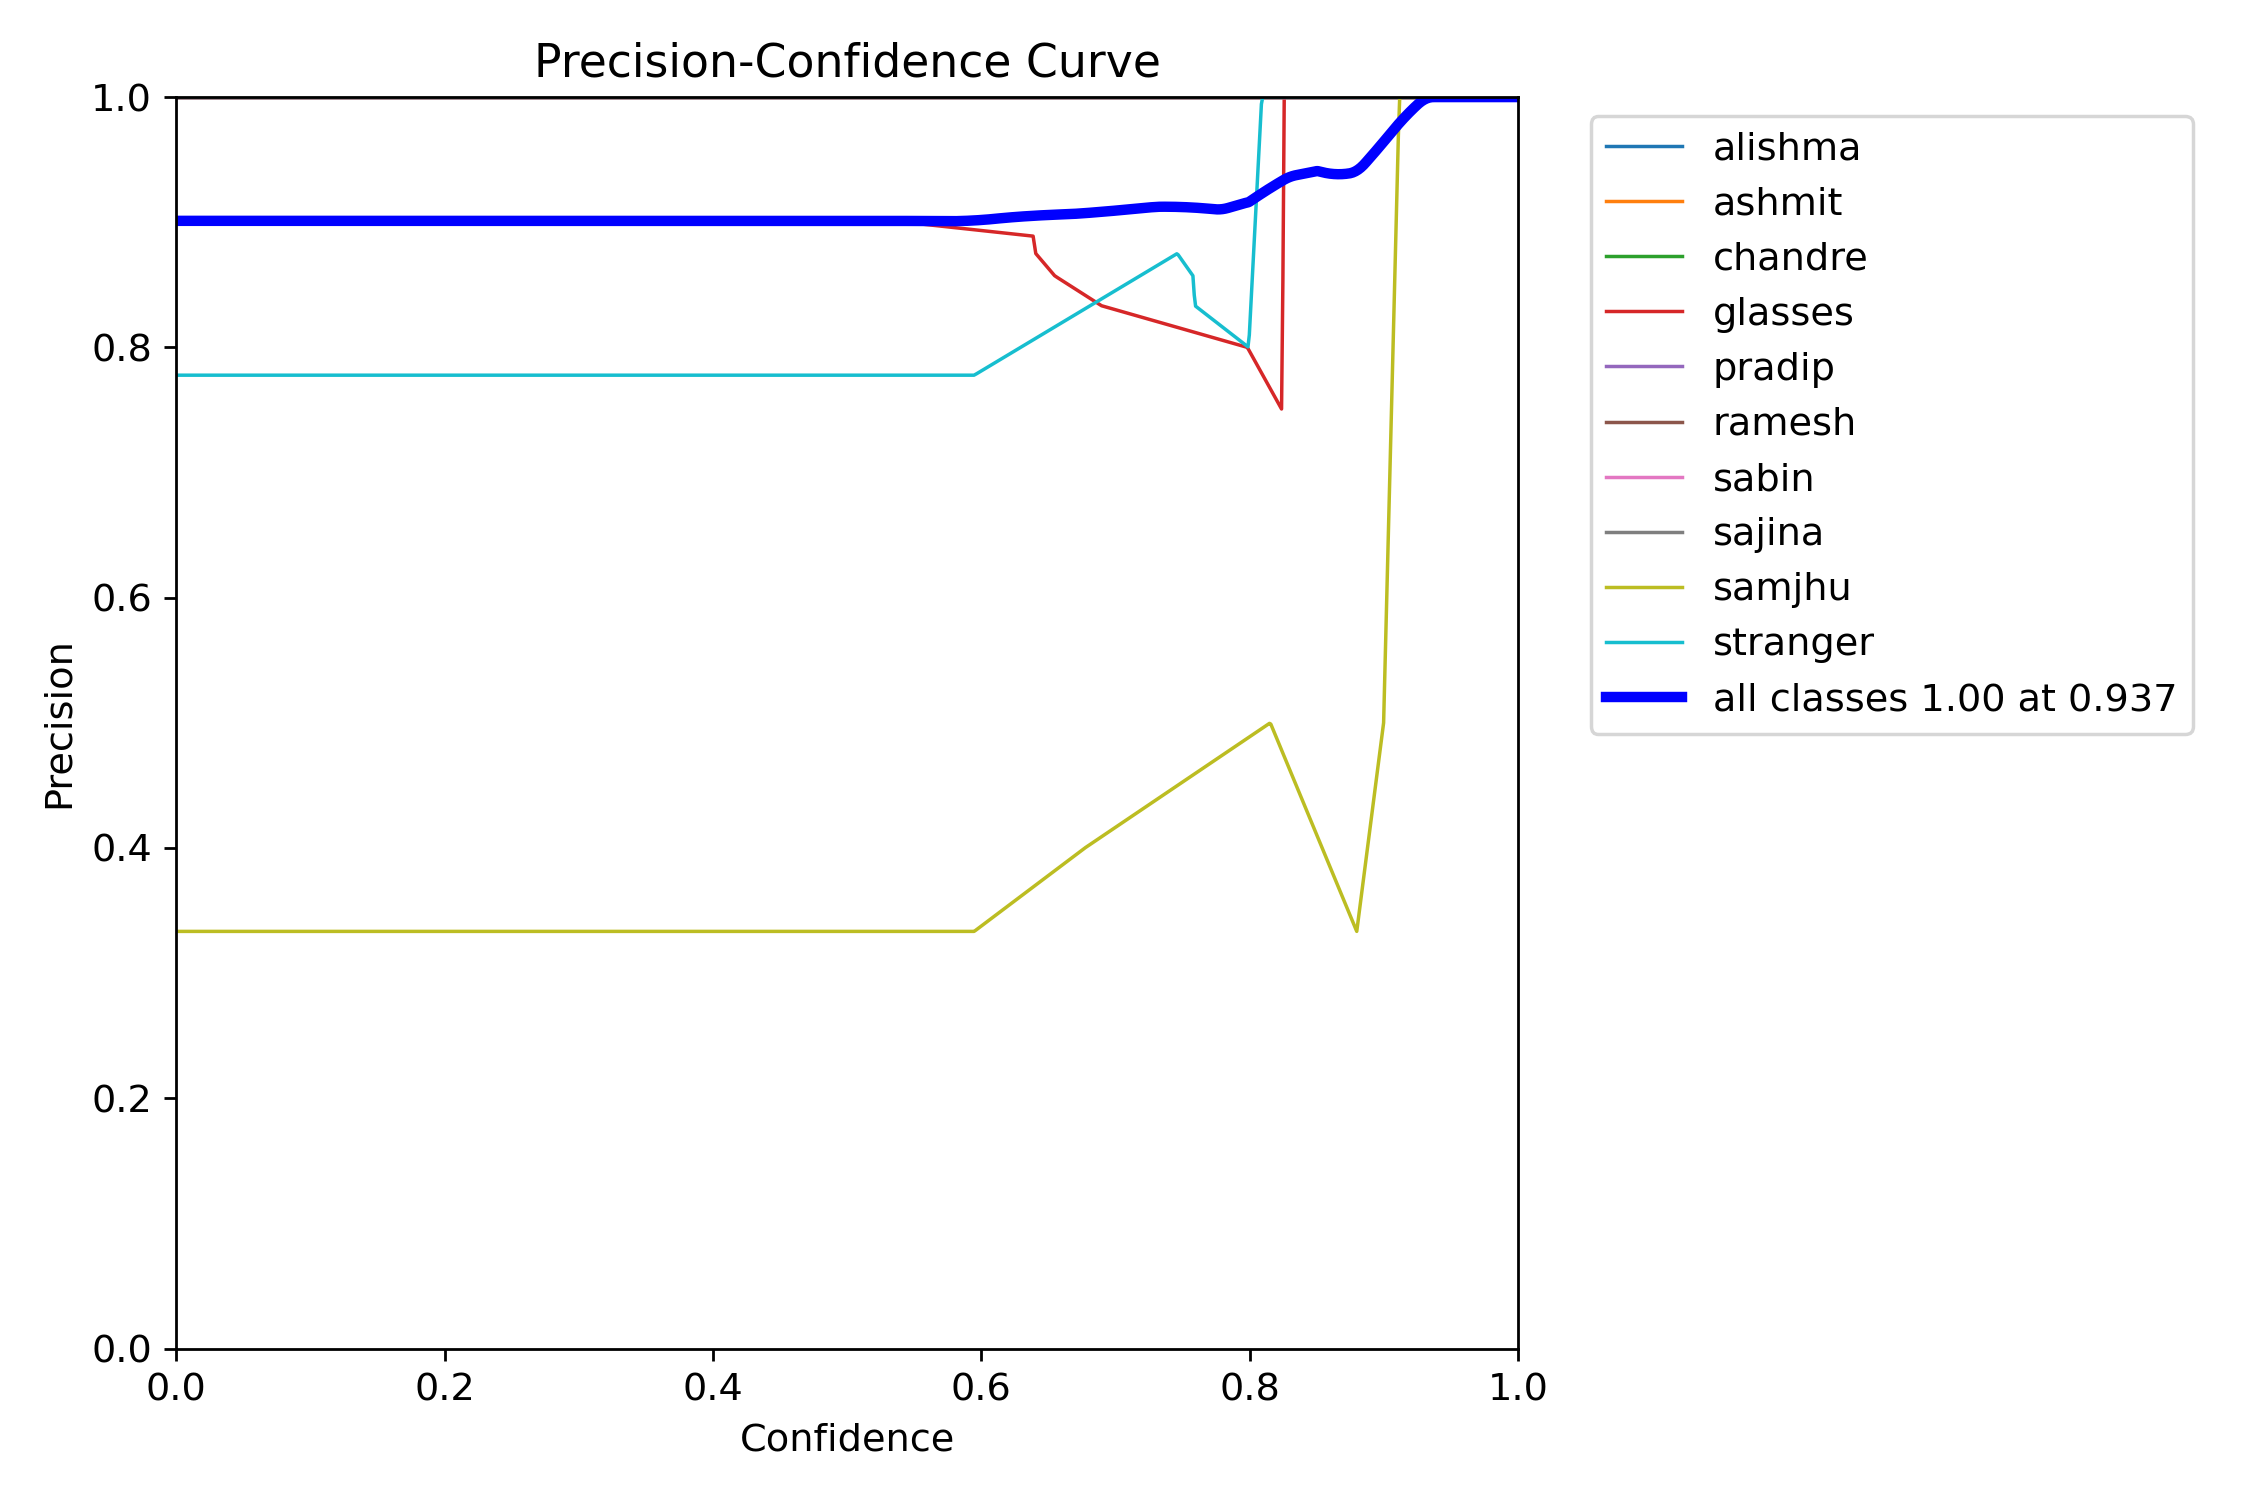 Precision-Confidence Curve
1.0
0.8
0.6
0.4
0.2
0.0
Precision
0.0 0.2 0.4 0.6 0.8 1.0
Confidence
alishma
ashmit
chandre
glasses
pradip
ramesh
sabin
sajina
samjhu
stranger
all classes 1.00 at 0.937